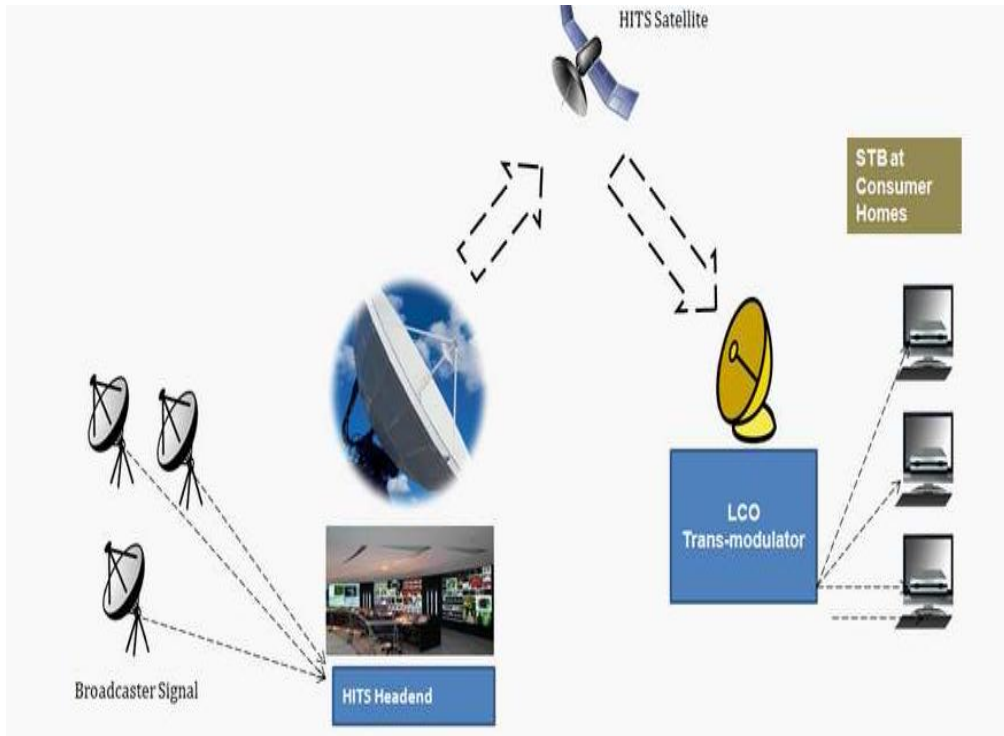 HITS Satellite
STB at
Consumer
Homes
LCO
Trans-modulator
Broadcaster Signal
HITS Headend